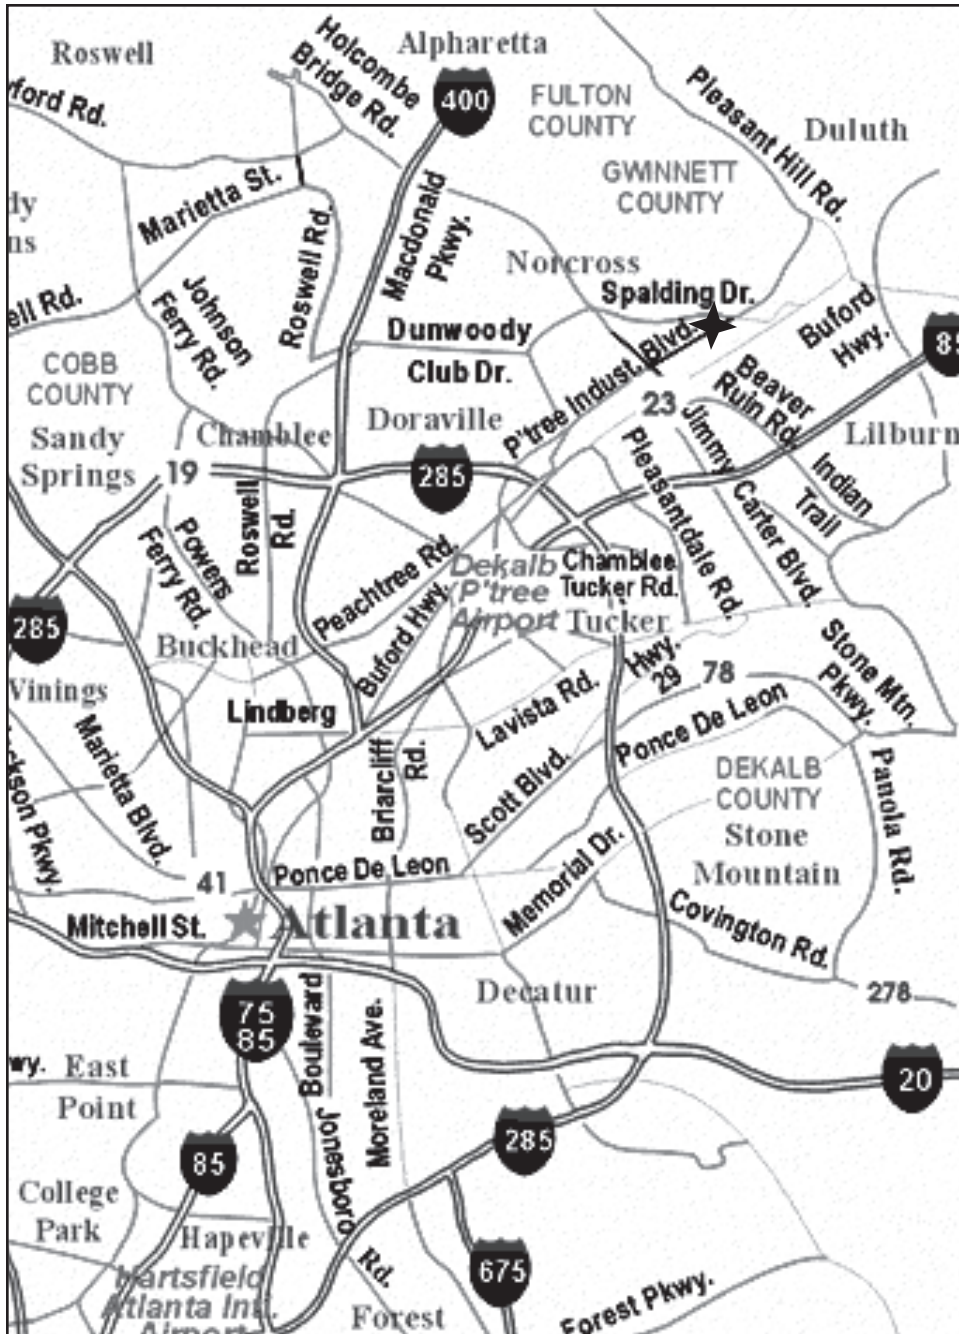 Roswell
Holcombe
Bridge Rd.
Alpharetta
400
FULTON
COUNTY
Pleasant Hill Rd.
Duluth
GWINNETT
COUNTY
Marietta St.
Roswell Rd.
Macdonald
Pkwy.
Norcross
Spalding Dr.
ell Rd.
Johnson
Ferry Rd.
Dunwoody
Club Dr.
P'tree Indust. Blvd.
Buford
Hwy.
COBB
COUNTY
23
Beaver
Ruin Rd.
Sandy
Springs
Chamblee
Doraville
Lilburn
19
285
Jimmy
Carter Blvd.
Indian
Trail
Pleasantdale Rd.
Powers
Ferry Rd.
Roswell
Rd.
Peachtree Rd.
Buford Hwy.
Dekalb
P'tree
Airport
Chamblee
Tucker Rd.
Tucker
285
Buckhead
Hwy.
29
78
Stone Mtn.
Pkwy.
Vinings
Lindberg
Lavista Rd.
Marietta Blvd.
Briarcliff
Rd.
Scott Blvd.
Ponce De Leon
DEKALB
COUNTY
Panola Rd.
ckson Pkwy.
Stone
Mountain
41
Ponce De Leon
Memorial Dr.
Mitchell St.
Atlanta
Covington Rd.
278
Decatur
75
85
Boulevard
Moreland Ave.
wy.
East
Point
20
285
85
Jonesboro
Rd.
College
Park
Hapeville
675
Hartsfield
Atlanta Intl.
Airport
Forest
Forest Pkwy.